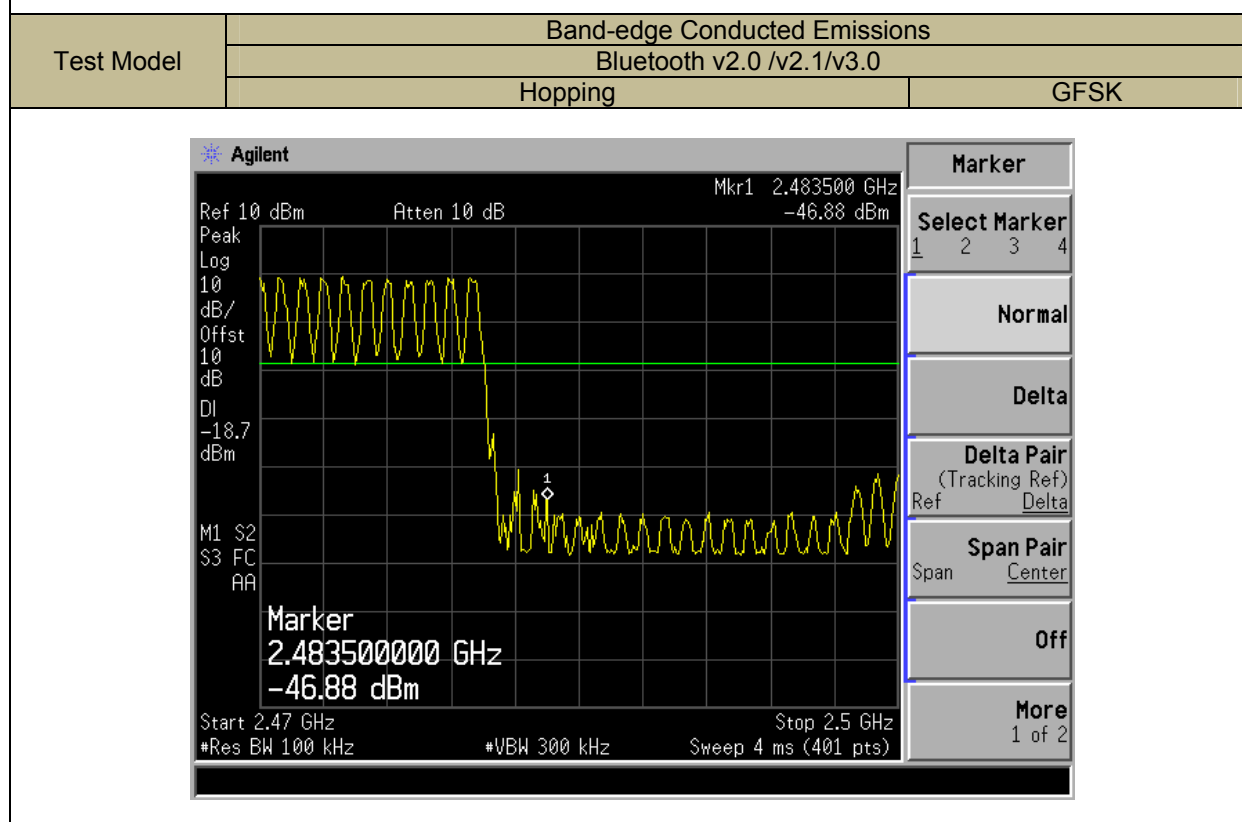 Test Model
Band-edge Conducted Emissions
Bluetooth v2.0 /v2.1/v3.0
Hopping GFSK
Agilent
Mkr1 2.483500 GHz
Ref 10 dBm Atten 10 dB -46.88 dBm
Peak
Log
10
dB/
Offst
10
dB
DI
-18.7
dBm
1
M1 S2
S3 FC
AA
Marker
2.483500000 GHz
-46.88 dBm
Start 2.47 GHz Stop 2.5 GHz
#Res BW 100 kHz #VBW 300 kHz Sweep 4 ms (401 pts)
Marker
Select Marker
1 2 3 4
Normal
Delta
Delta Pair
(Tracking Ref)
Ref Delta
Span Pair
Span Center
Off
More
1 of 2